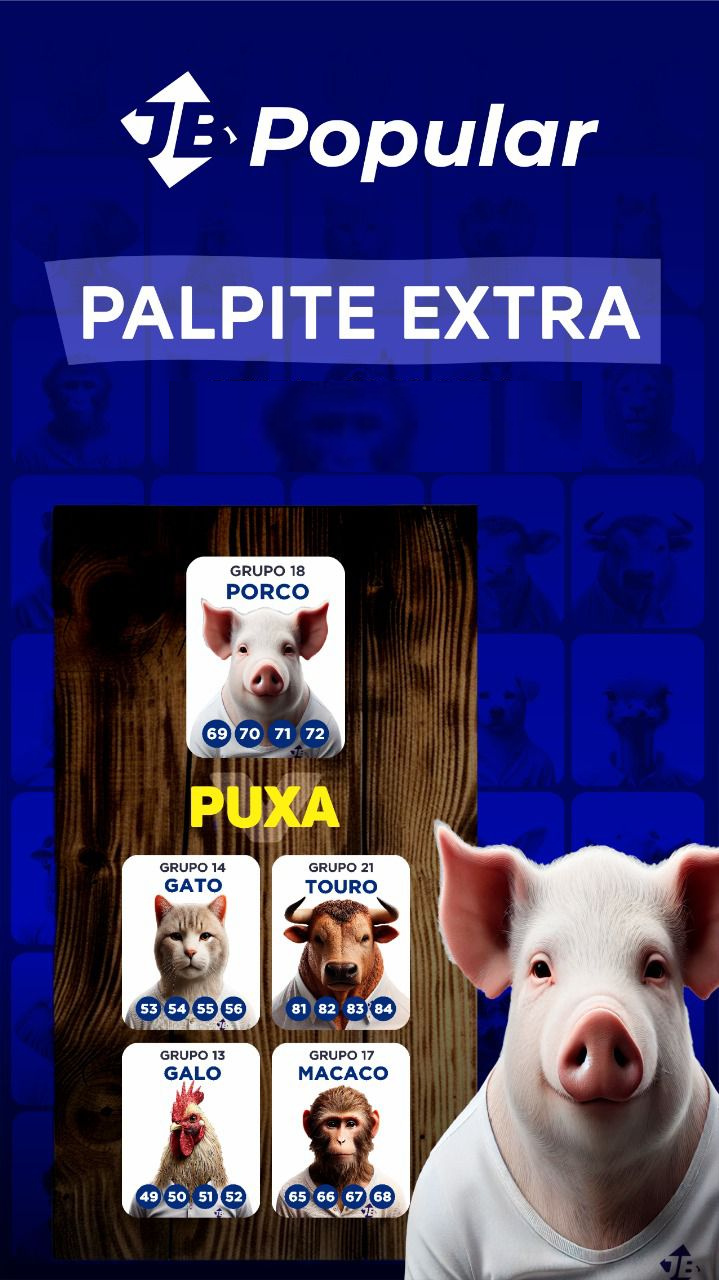 JB Popular
PALPITE EXTRA
GRUPO 18
PORCO
69 70 71 72
PUXA
GRUPO 14
GATO
53 54 55 56
GRUPO 21
TOURO
81 82 83 84
GRUPO 13
GALO
49 50 51 52
GRUPO 17
MACACO
65 66 67 68
JB